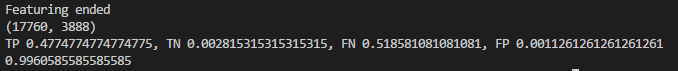 Featuring ended
(17760, 3888)
TP 0.4774774774774775, TN 0.002815315315315315, FN 0.518581081081081, FP 0.0011261261261261261
0.9960585585585585